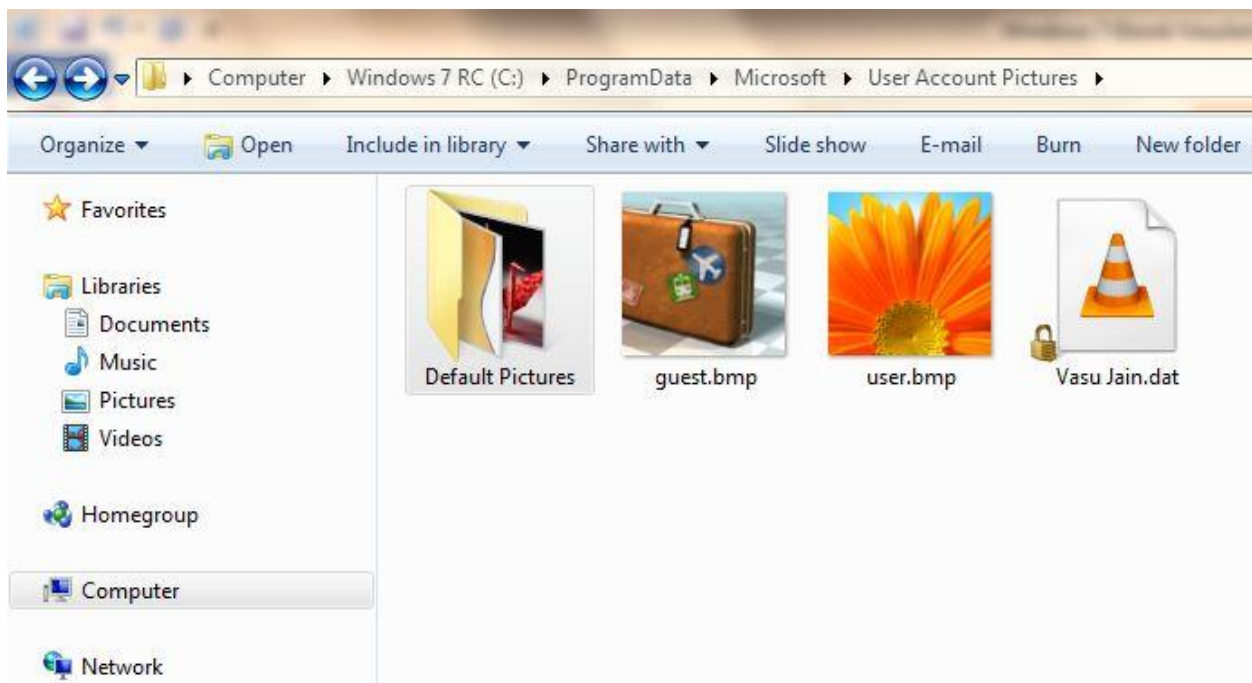 Computer Windows 7 RC (C:) ProgramData Microsoft User Account Pictures
Organize Open Include in library Share with Slide show E-mail Burn New folder
Favorites
Libraries
Documents
Music
Pictures
Videos
Homegroup
Computer
Network
Default Pictures
guest.bmp
user.bmp
Vasu Jain.dat